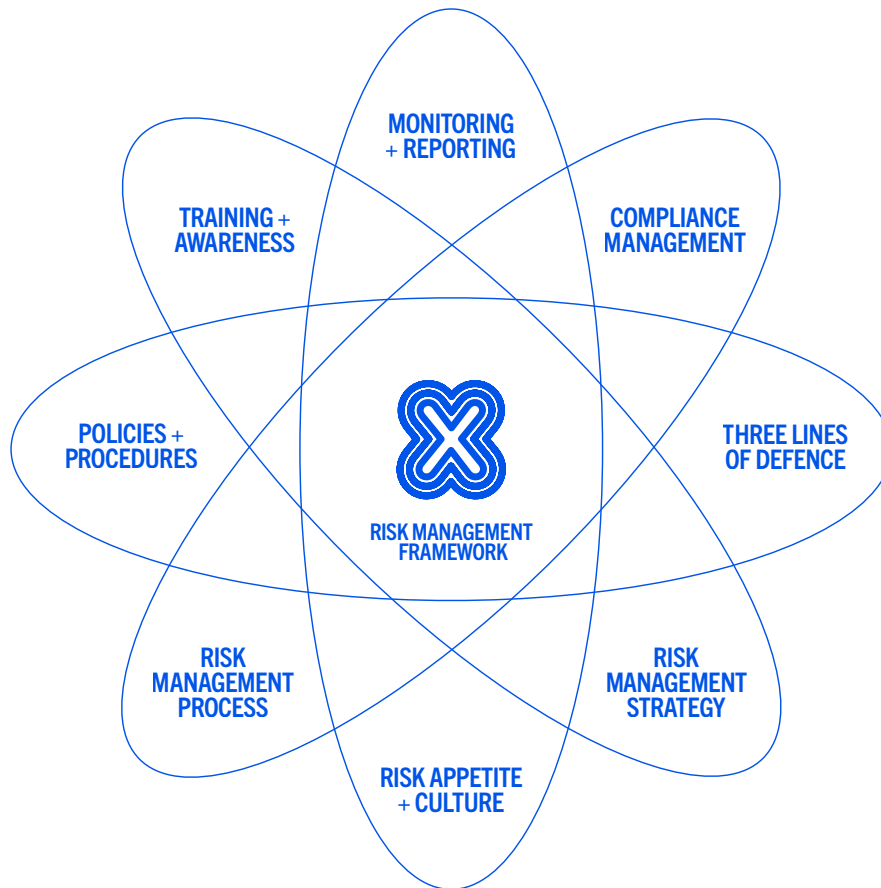 MONITORING
+ REPORTING
TRAINING +
AWARENESS
COMPLIANCE
MANAGEMENT
POLICIES +
PROCEDURES
THREE LINES
OF DEFENCE
RISK MANAGEMENT
FRAMEWORK
RISK
MANAGEMENT
PROCESS
RISK
MANAGEMENT
STRATEGY
RISK APPETITE
+ CULTURE